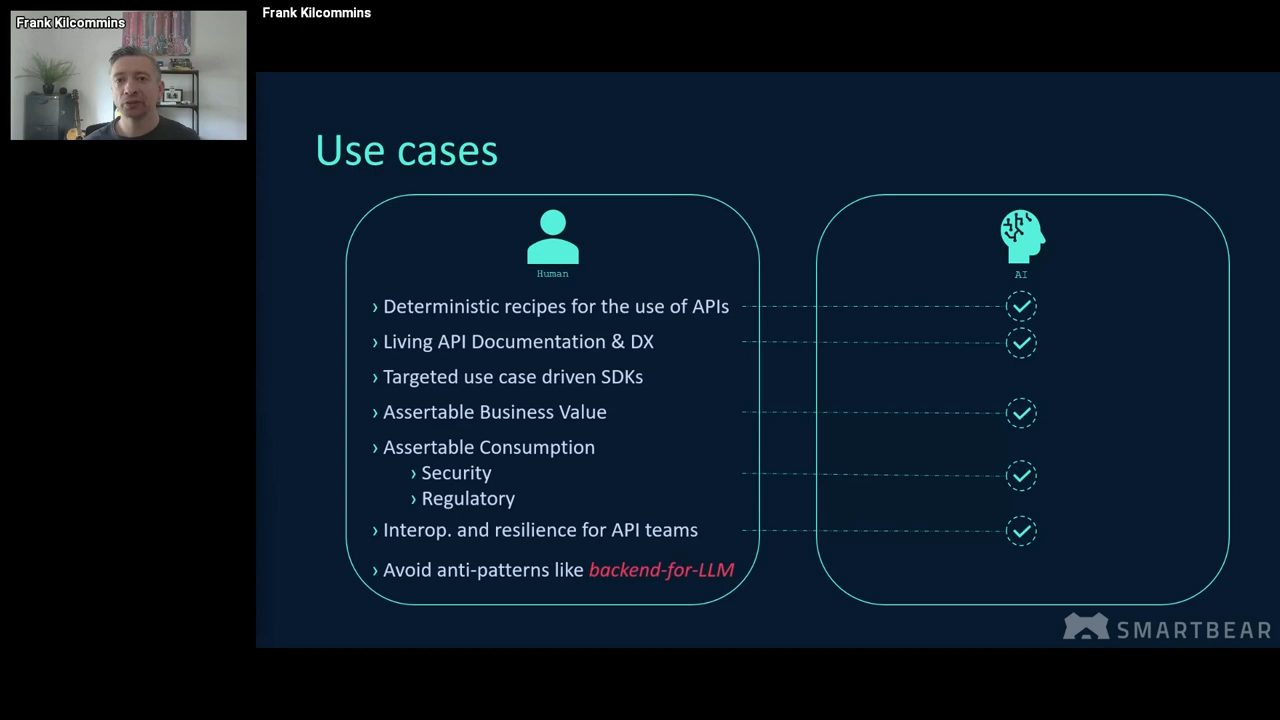 Frank Kilcommins
Frank Kilcommins
Use cases
Human
AI
› Deterministic recipes for the use of APIs
› Living API Documentation & DX
› Targeted use case driven SDKs
› Assertable Business Value
› Assertable Consumption
› Security
› Regulatory
› Interop. and resilience for API teams
› Avoid anti-patterns like backend-for-LLM
SMARTBEAR